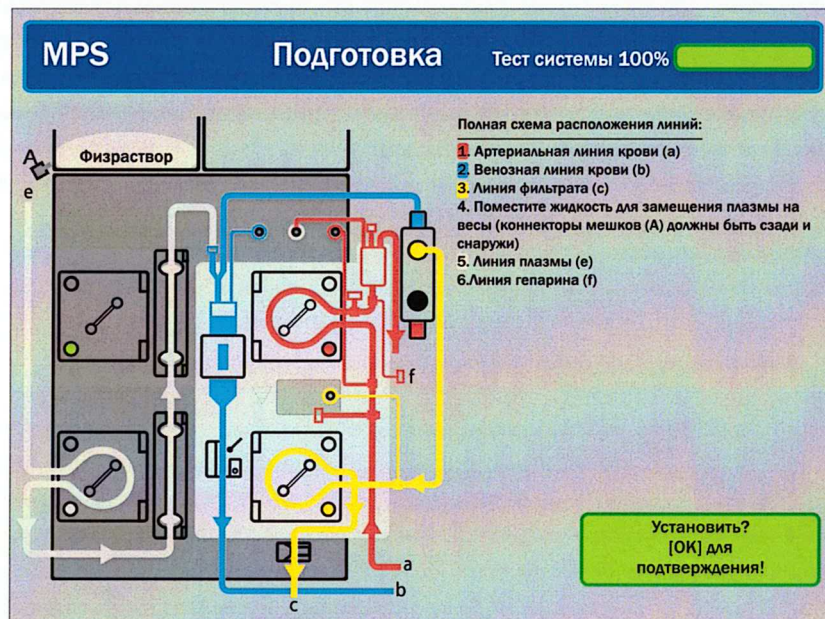 MPS
Подготовка
Тест системы 100%
Полная схема расположения линий:
1. Артериальная линия крови (a)
2. Венозная линия крови (b)
3. Линия фильтрата (c)
4. Поместите жидкость для замещения плазмы на
весы (коннекторы мешков (A) должны быть сзади и
снаружи)
5. Линия плазмы (e)
6.Линия гепарина (f)
A
Физраствор
e
f
a
b
c
Установить?
[OK] для
подтверждения!